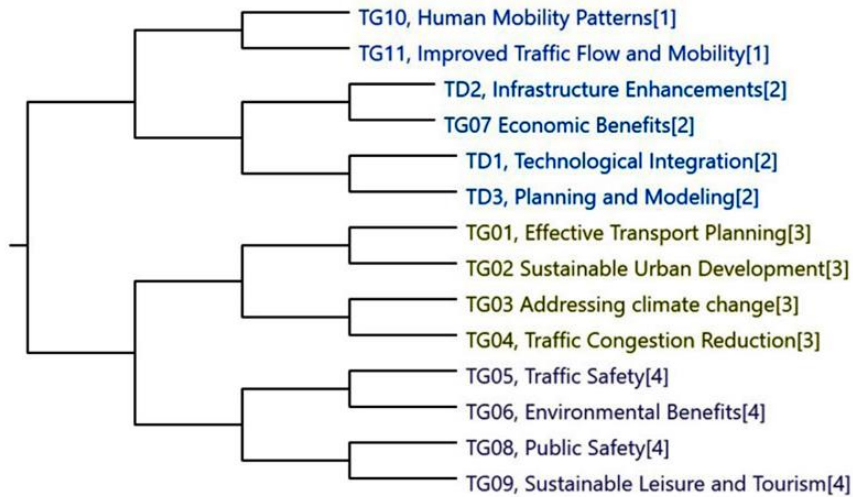 TG10, Human Mobility Patterns[1]
TG11, Improved Traffic Flow and Mobility[1]
TD2, Infrastructure Enhancements[2]
TG07 Economic Benefits[2]
TD1, Technological Integration[2]
TD3, Planning and Modeling[2]
TG01, Effective Transport Planning[3]
TG02 Sustainable Urban Development[3]
TG03 Addressing climate change[3]
TG04, Traffic Congestion Reduction[3]
TG05, Traffic Safety[4]
TG06, Environmental Benefits[4]
TG08, Public Safety[4]
TG09, Sustainable Leisure and Tourism[4]